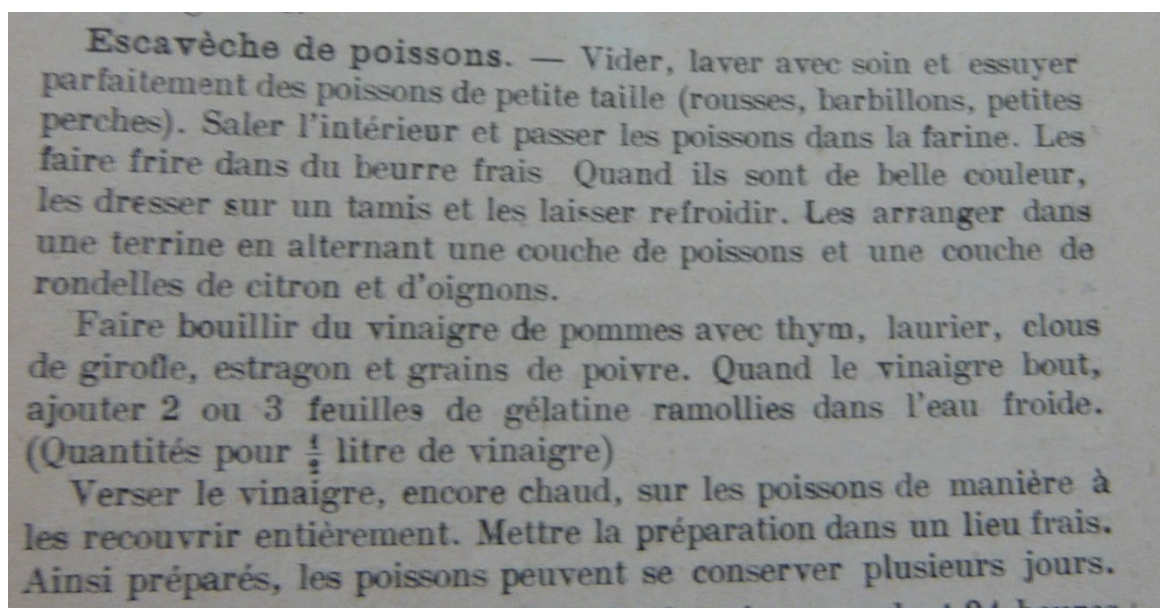 Escavèche de poissons. — Vider, laver avec soin et essuyer
parfaitement des poissons de petite taille (rousses, barbillons, petites
perches). Saler l'intérieur et passer les poissons dans la farine. Les
faire frire dans du beurre frais Quand ils sont de belle couleur,
les dresser sur un tamis et les laisser refroidir. Les arranger dans
une terrine en alternant une couche de poissons et une couche de
rondelles de citron et d'oignons.
Faire bouillir du vinaigre de pommes avec thym, laurier, clous
de girofle, estragon et grains de poivre. Quand le vinaigre bout,
ajouter 2 ou 3 feuilles de gélatine ramollies dans l'eau froide.
(Quantités pour ½ litre de vinaigre)
Verser le vinaigre, encore chaud, sur les poissons de manière à
les recouvrir entièrement. Mettre la préparation dans un lieu frais.
Ainsi préparés, les poissons peuvent se conserver plusieurs jours.